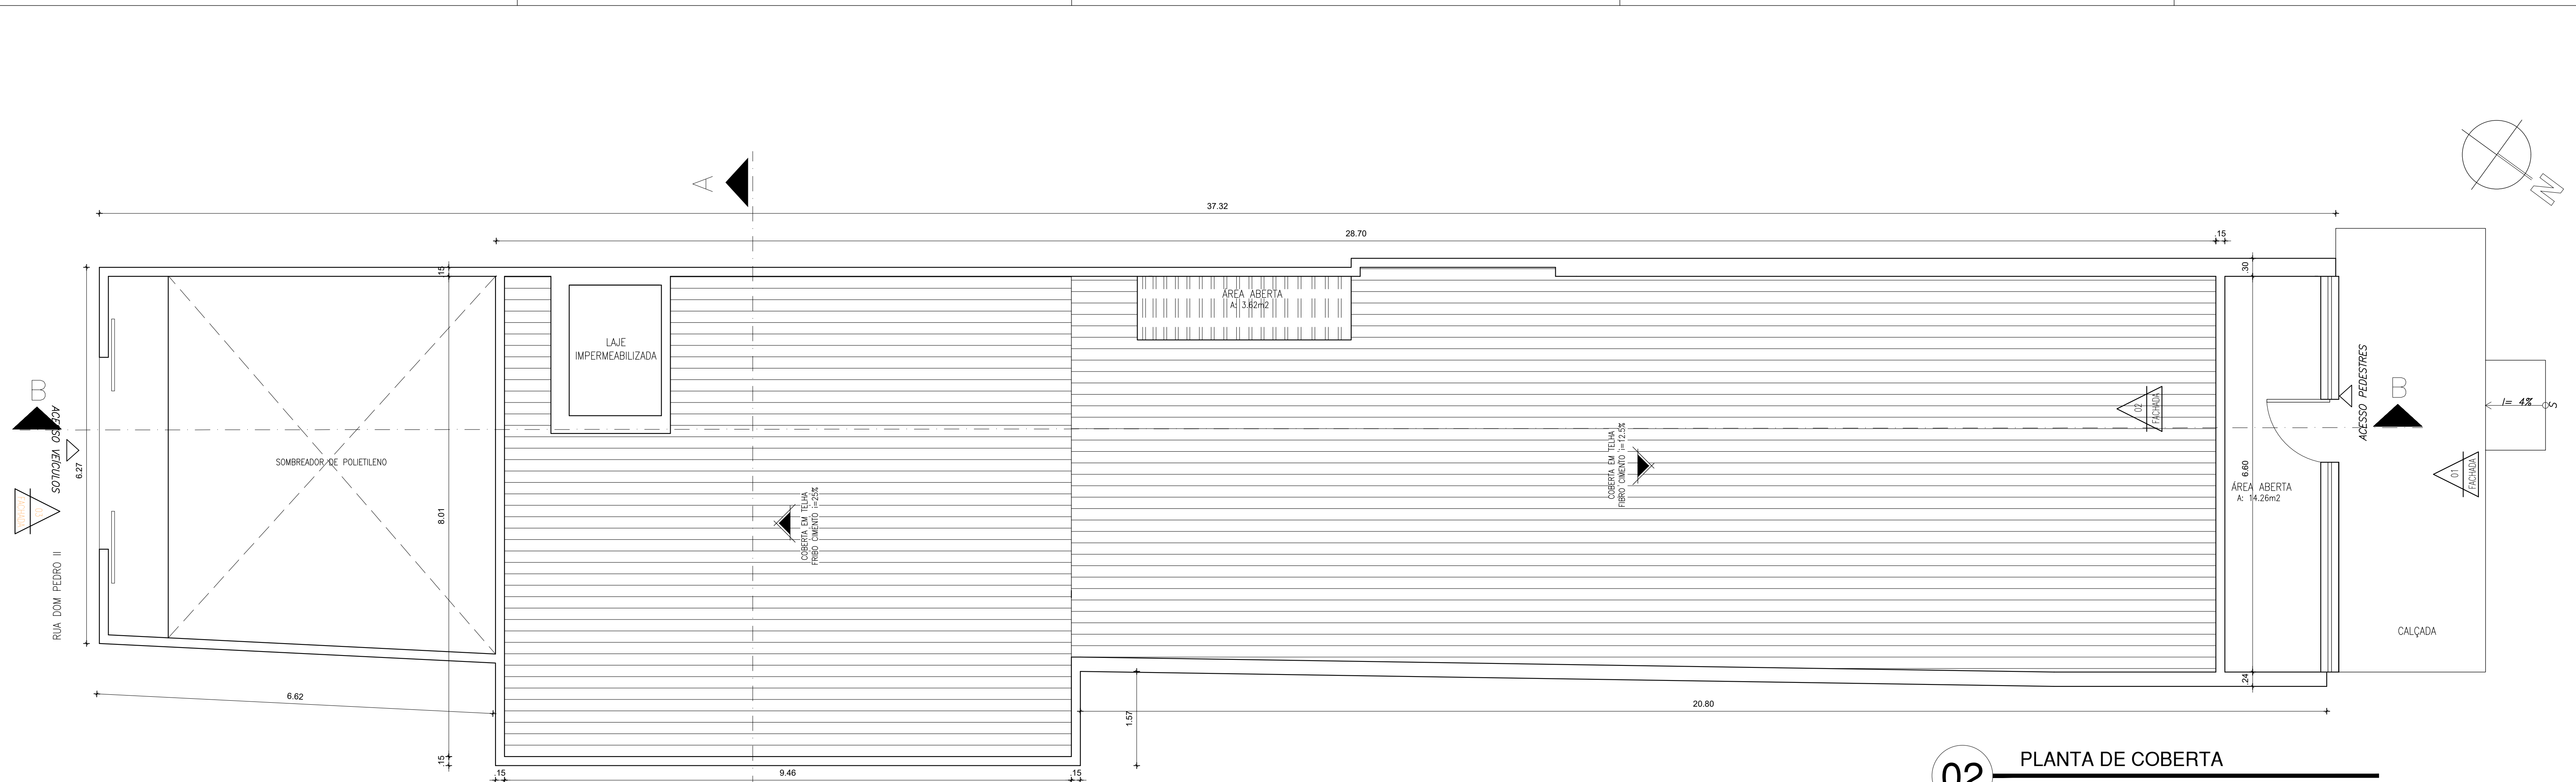 N
A
37.32
28.70
.15
.15
.30
ÁREA ABERTA
A: 3.62m2
LAJE
IMPERMEABILIZADA
B
ACESSO VEÍCULOS
6.27
FACHADA
03
RUA DOM PEDRO II
SOMBREADOR DE POLIETILENO
8.01
COBERTA EM TELHA
FRIBO CIMENTO i=25%
COBERTA EM TELHA
FIBRO CIMENTO i=12.5%
02
FACHADA
ACESSO PEDESTRES
B
i= 4%
S
6.60
ÁREA ABERTA
A: 14.26m2
01
FACHADA
CALÇADA
6.62
.24
20.80
1.57
.15
.15
9.46
.15
02
PLANTA DE COBERTA